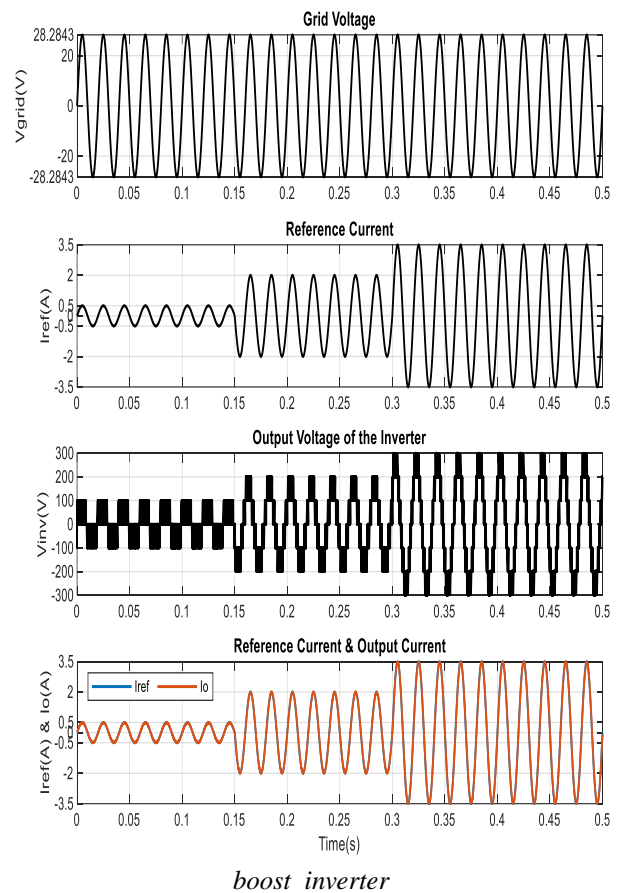 Grid Voltage
28.2843
20
0
-20
-28.2843
Vgrid(V)
0 0.05 0.1 0.15 0.2 0.25 0.3 0.35 0.4 0.45 0.5
Reference Current
3.5
2
0.5
0
-0.5
-2
-3.5
Iref(A)
0 0.05 0.1 0.15 0.2 0.25 0.3 0.35 0.4 0.45 0.5
Output Voltage of the Inverter
300
200
100
0
-100
-200
-300
Vinv(V)
0 0.05 0.1 0.15 0.2 0.25 0.3 0.35 0.4 0.45 0.5
Reference Current & Output Current
3.5
2
0.5
0
-0.5
-2
-3.5
Iref(A) & Io(A)
Iref Io
0 0.05 0.1 0.15 0.2 0.25 0.3 0.35 0.4 0.45 0.5
Time(s)
boost inverter